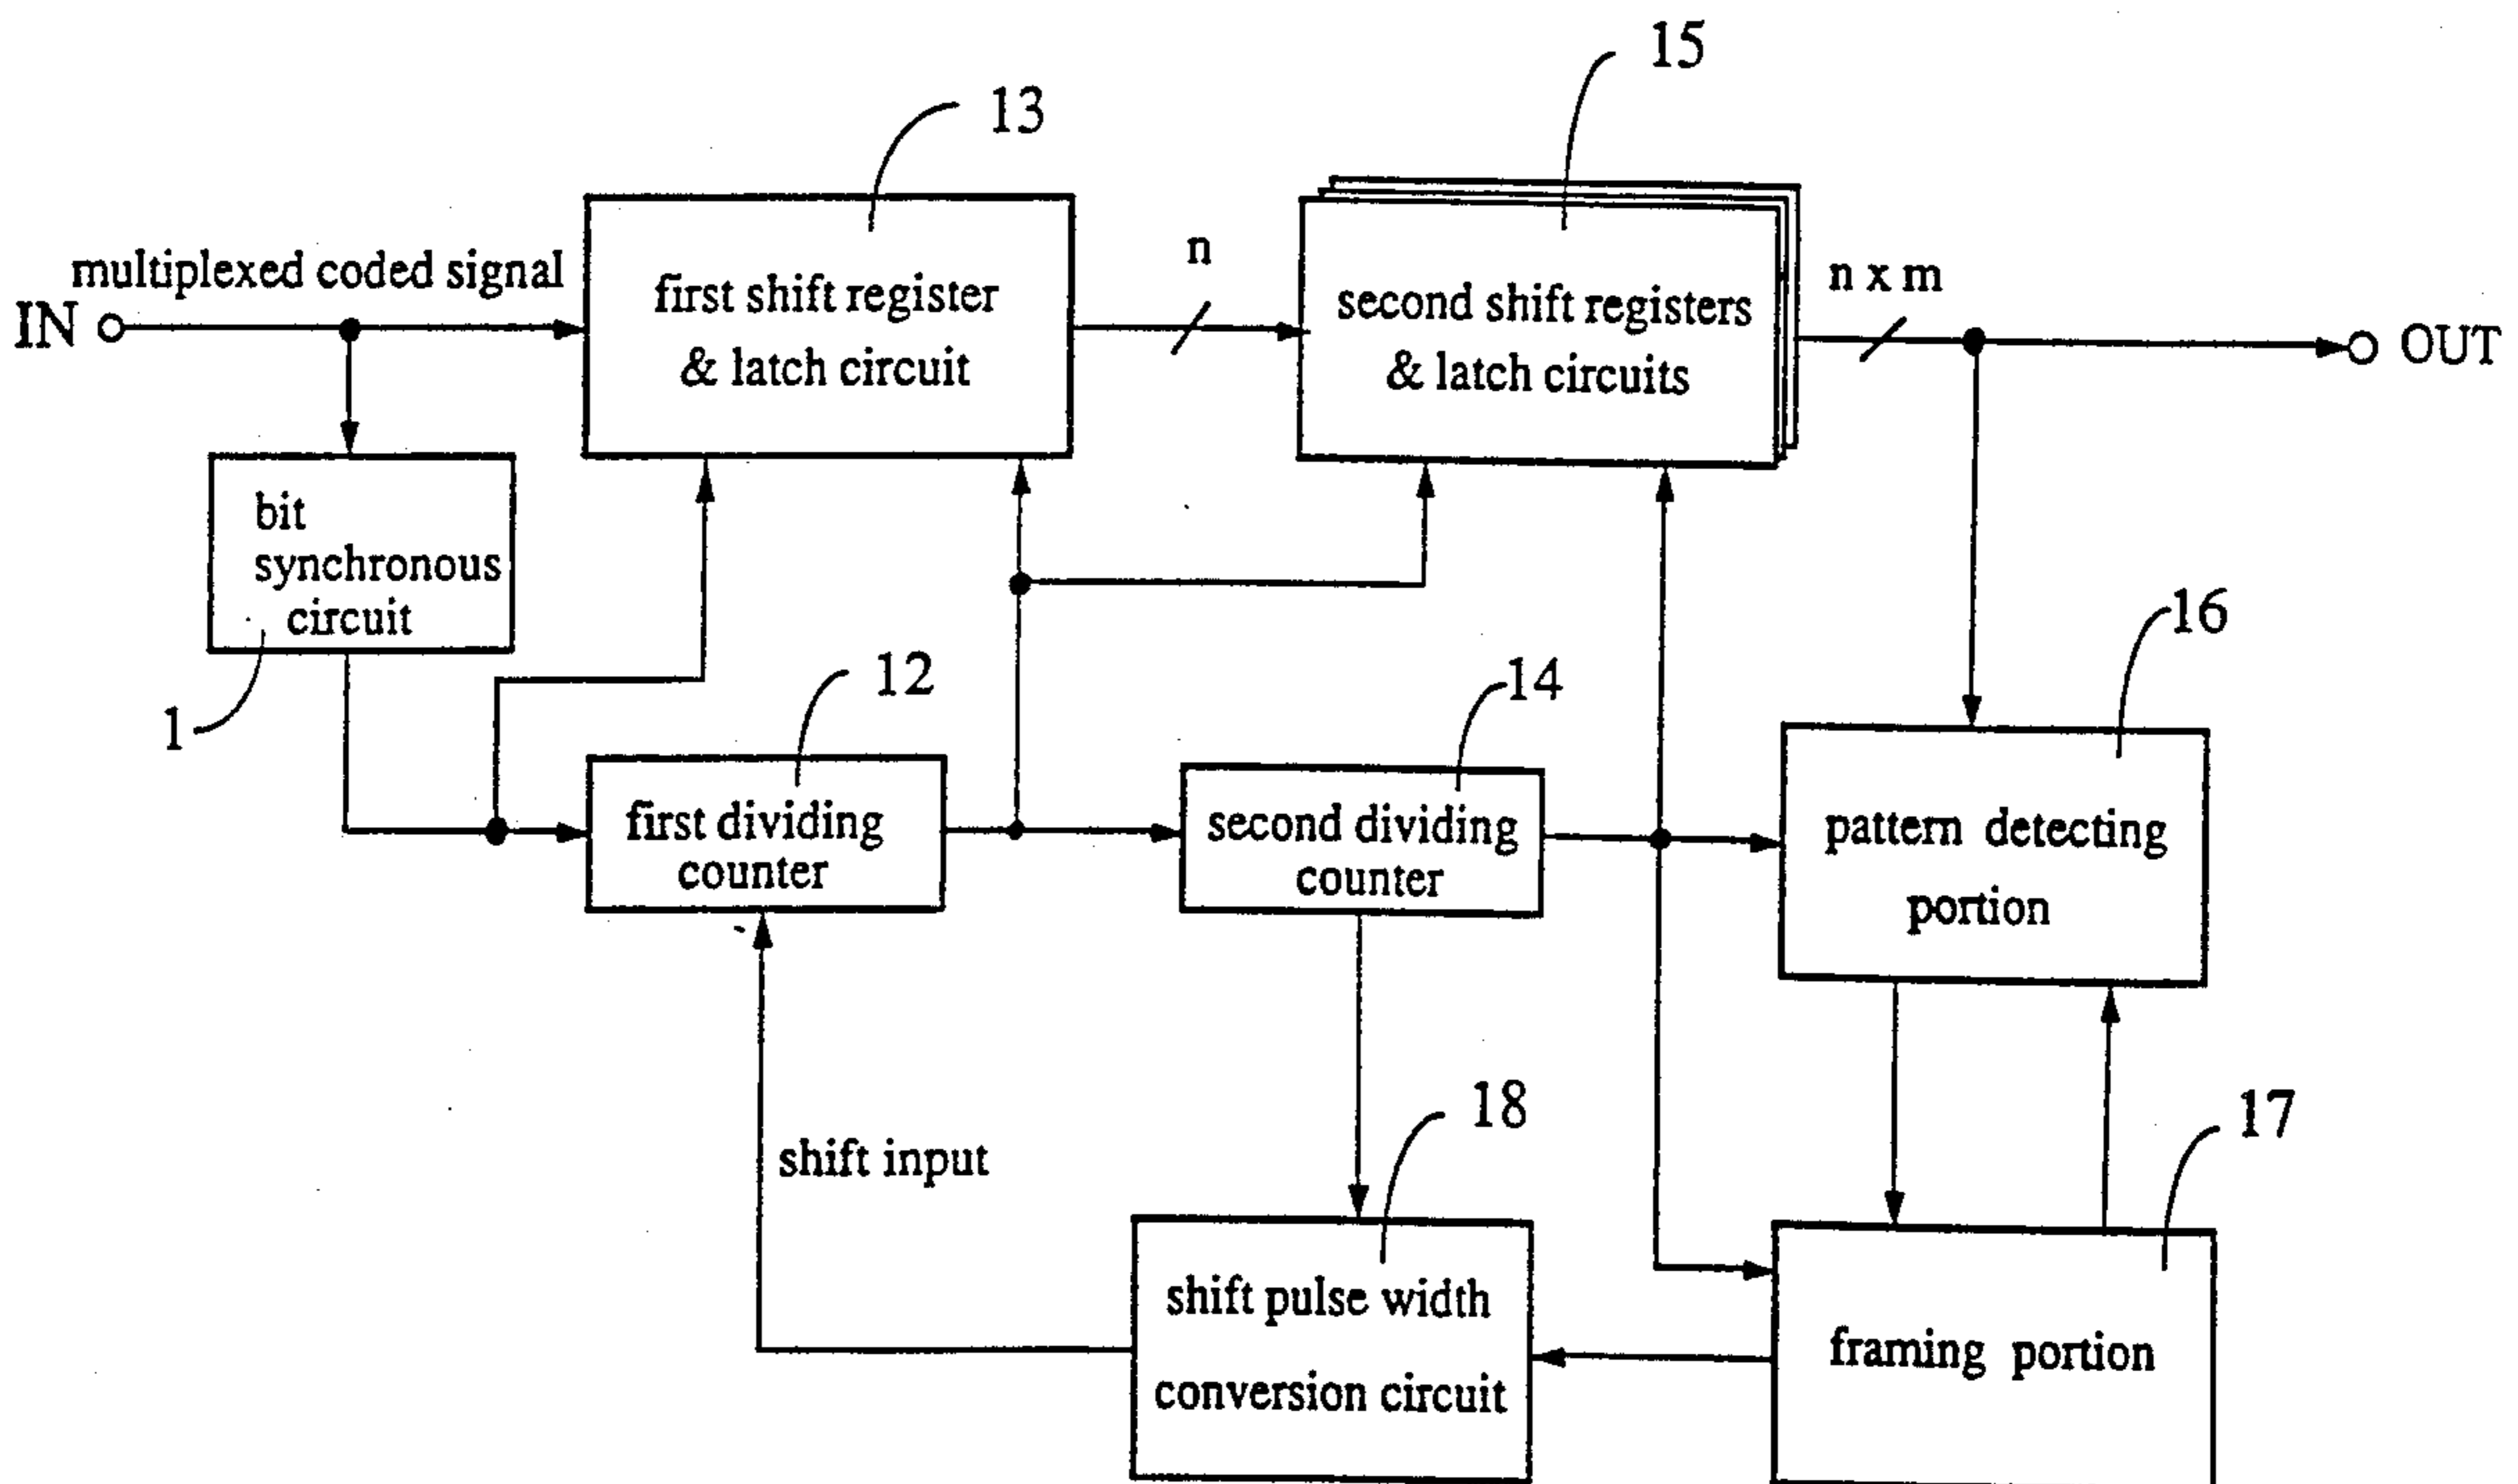 15
13
n
multiplexed coded signal
first shift register
& latch circuit
second shift registers
& latch circuits
n x m
IN
OUT
bit
synchronous
circuit
16
12
14
1
first dividing
counter
second dividing
counter
pattern detecting
portion
18
17
shift input
shift pulse width
conversion circuit
framing portion